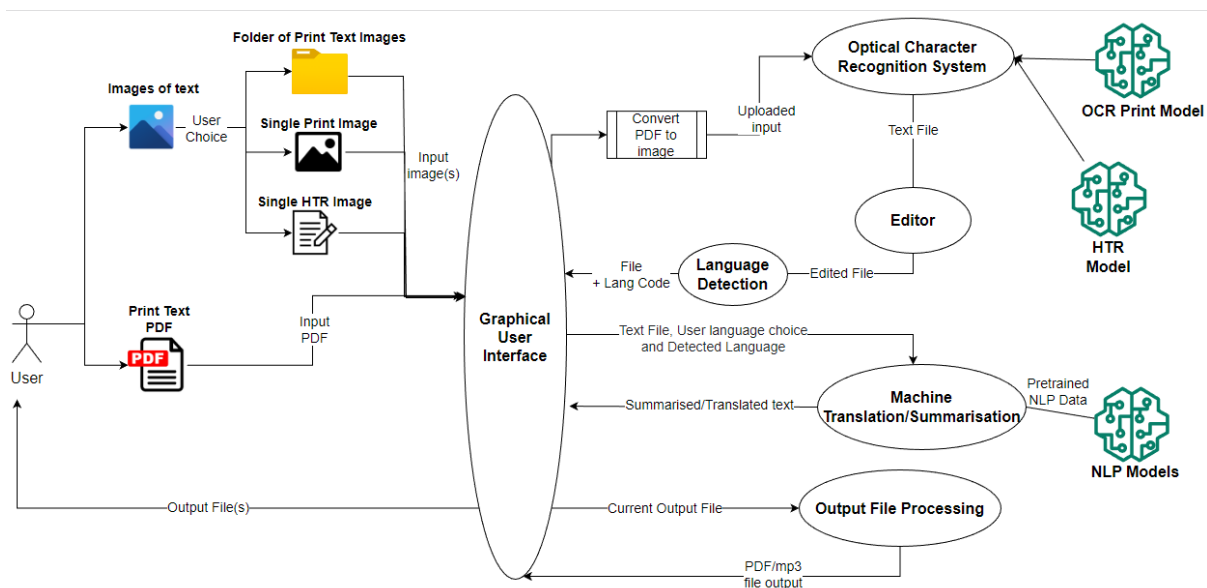 Folder of Print Text Images
Images of text
User
Choice
Single Print Image
Input
image(s)
Single HTR Image
Print Text
PDF
PDF
Input
PDF
User
Graphical
User
Interface
Convert
PDF to
image
Uploaded
input
Optical Character
Recognition System
OCR Print Model
HTR
Model
Text File
Editor
Edited File
Language
Detection
File
+ Lang Code
Text File, User language choice
and Detected Language
Machine
Translation/Summarisation
Pretrained
NLP Data
NLP Models
Summarised/Translated text
Current Output File
Output File Processing
PDF/mp3
file output
Output File(s)